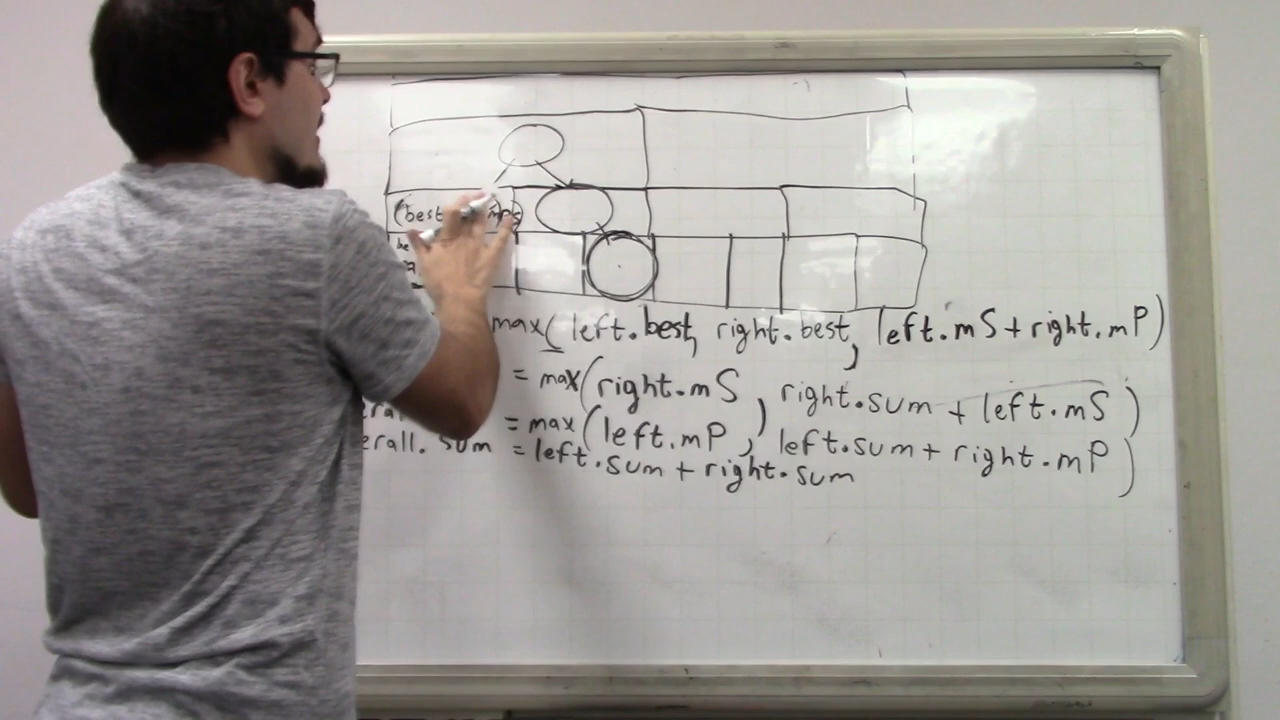 (best
max(left.best, right.best, left.mS + right.mP)
= max(right.mS, right.sum + left.mS)
= max(left.mP, left.sum + right.mP)
erall. sum = left.sum + right.sum